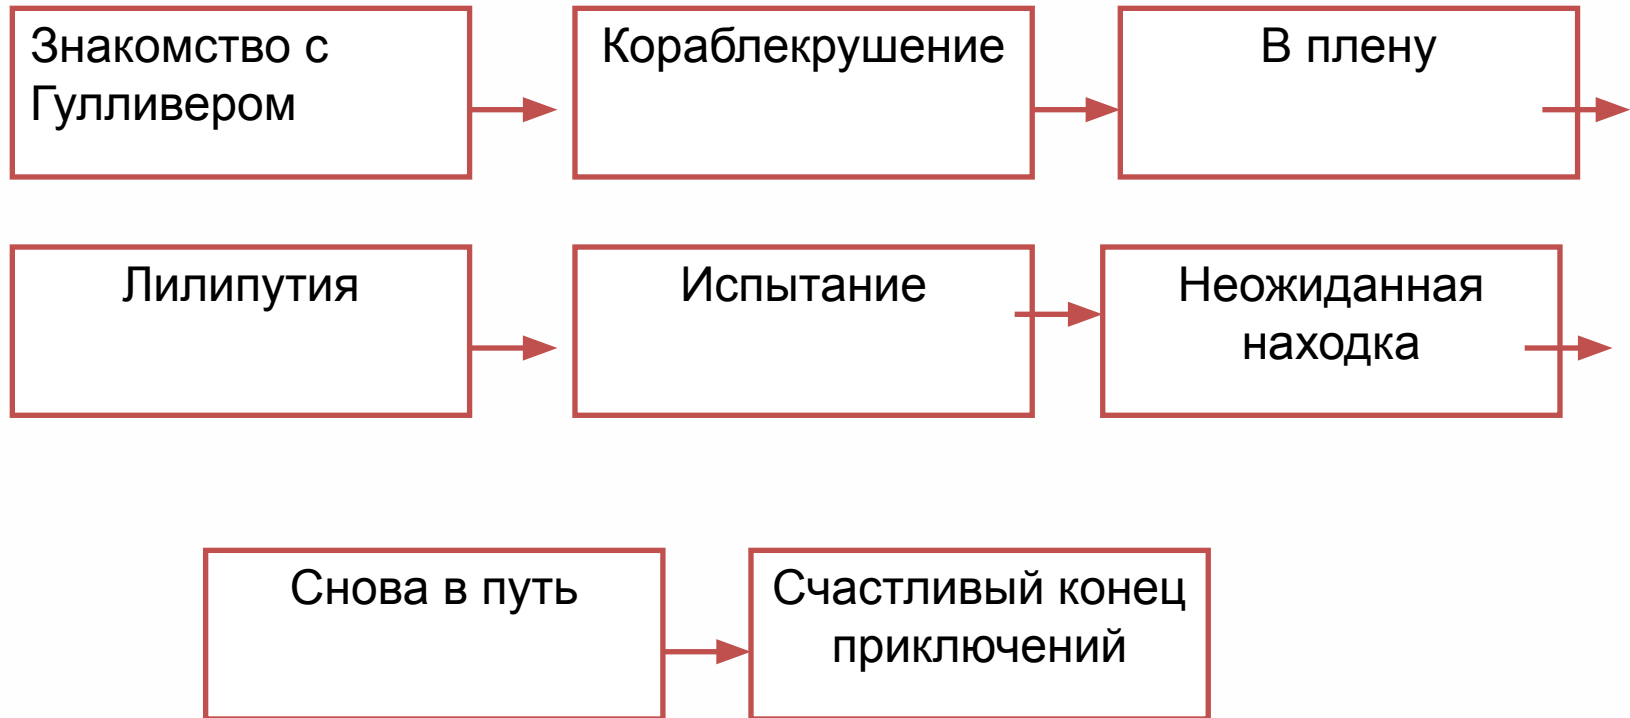 Знакомство с
Гулливером
Кораблекрушение
В плену
Лилипутия
Испытание
Неожиданная
находка
Снова в путь
Счастливый конец
приключений